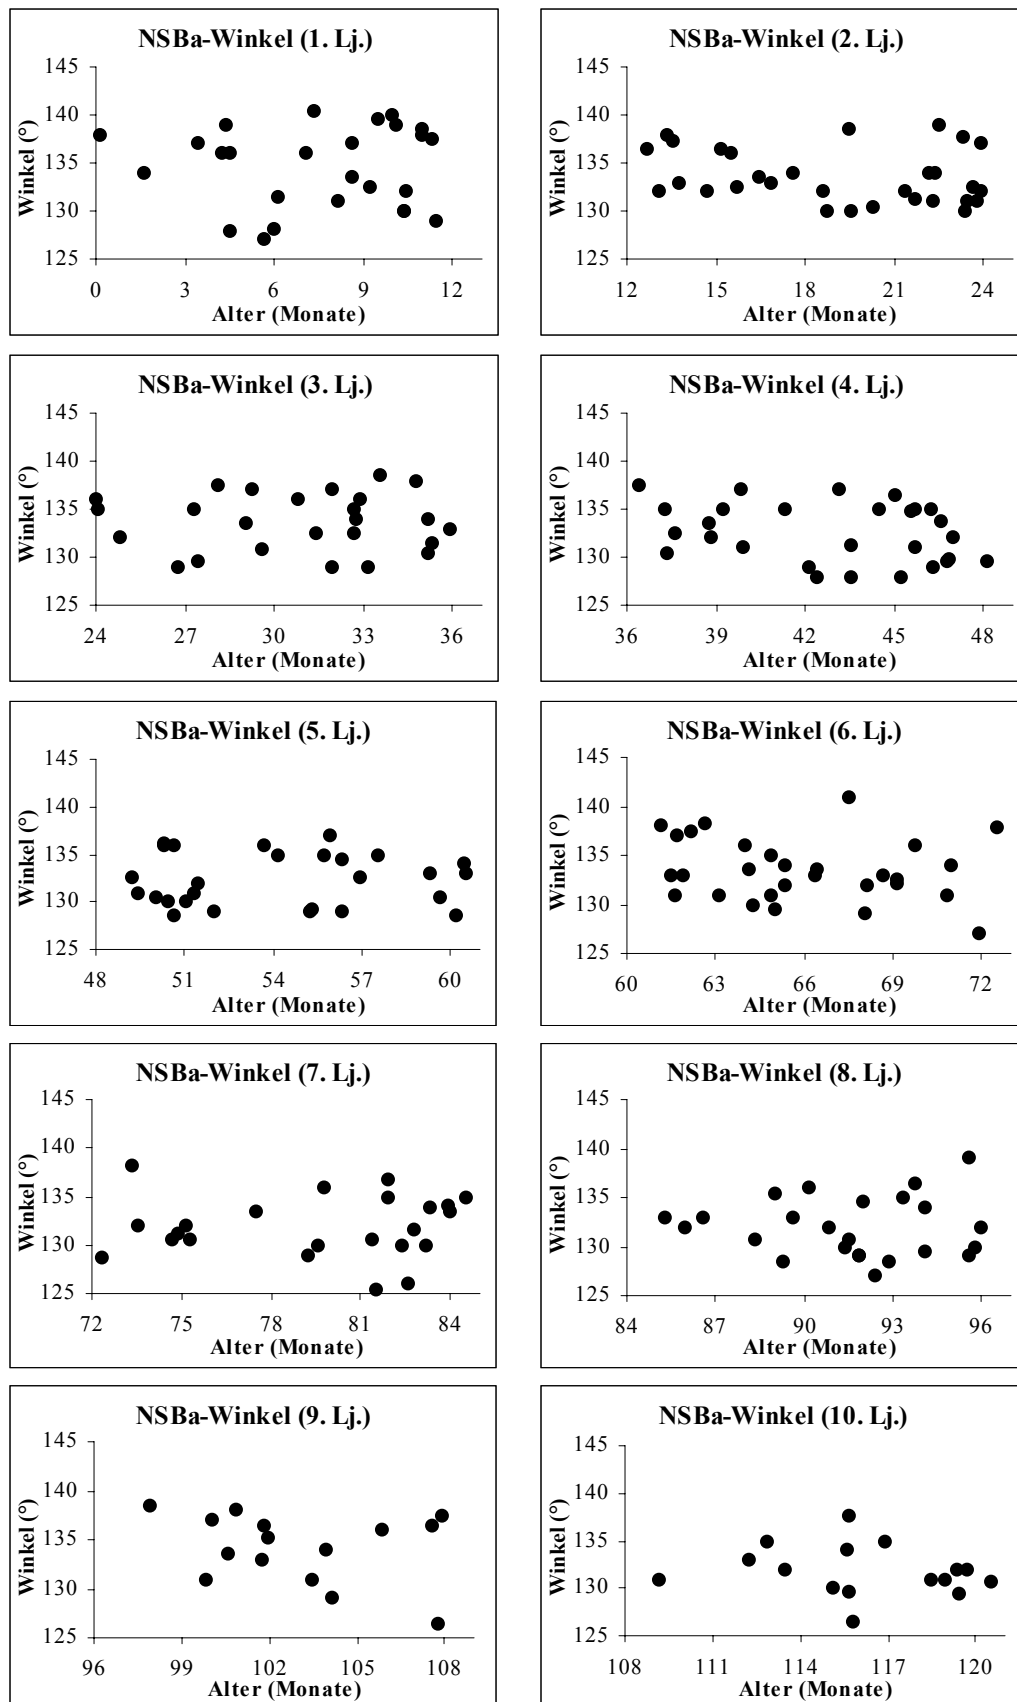 NSBa-Winkel (1. Lj.)
145
140
135
130
125
Winkel (°)
0 3 6 9 12
Alter (Monate)
NSBa-Winkel (2. Lj.)
145
140
135
130
125
Winkel (°)
12 15 18 21 24
Alter (Monate)
NSBa-Winkel (3. Lj.)
145
140
135
130
125
Winkel (°)
24 27 30 33 36
Alter (Monate)
NSBa-Winkel (4. Lj.)
145
140
135
130
125
Winkel (°)
36 39 42 45 48
Alter (Monate)
NSBa-Winkel (5. Lj.)
145
140
135
130
125
Winkel (°)
48 51 54 57 60
Alter (Monate)
NSBa-Winkel (6. Lj.)
145
140
135
130
125
Winkel (°)
60 63 66 69 72
Alter (Monate)
NSBa-Winkel (7. Lj.)
145
140
135
130
125
Winkel (°)
72 75 78 81 84
Alter (Monate)
NSBa-Winkel (8. Lj.)
145
140
135
130
125
Winkel (°)
84 87 90 93 96
Alter (Monate)
NSBa-Winkel (9. Lj.)
145
140
135
130
125
Winkel (°)
96 99 102 105 108
Alter (Monate)
NSBa-Winkel (10. Lj.)
145
140
135
130
125
Winkel (°)
108 111 114 117 120
Alter (Monate)